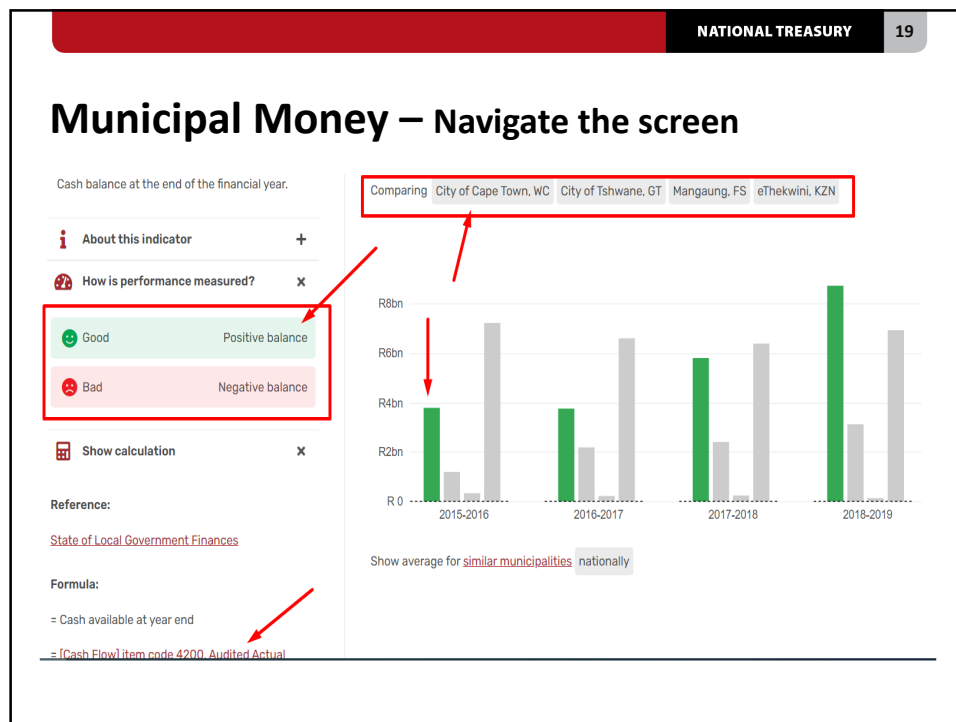 NATIONAL TREASURY 19
Municipal Money – Navigate the screen
Cash balance at the end of the financial year.
About this indicator +
How is performance measured? ×
Good Positive balance
Bad Negative balance
Show calculation ×
Reference:
State of Local Government Finances
Formula:
= Cash available at year end
= [Cash Flow] item code 4200, Audited Actual
Comparing City of Cape Town, WC City of Tshwane, GT Mangaung, FS eThekwini, KZN
R8bn
R6bn
R4bn
R2bn
R 0
2015-2016 2016-2017 2017-2018 2018-2019
Show average for similar municipalities nationally